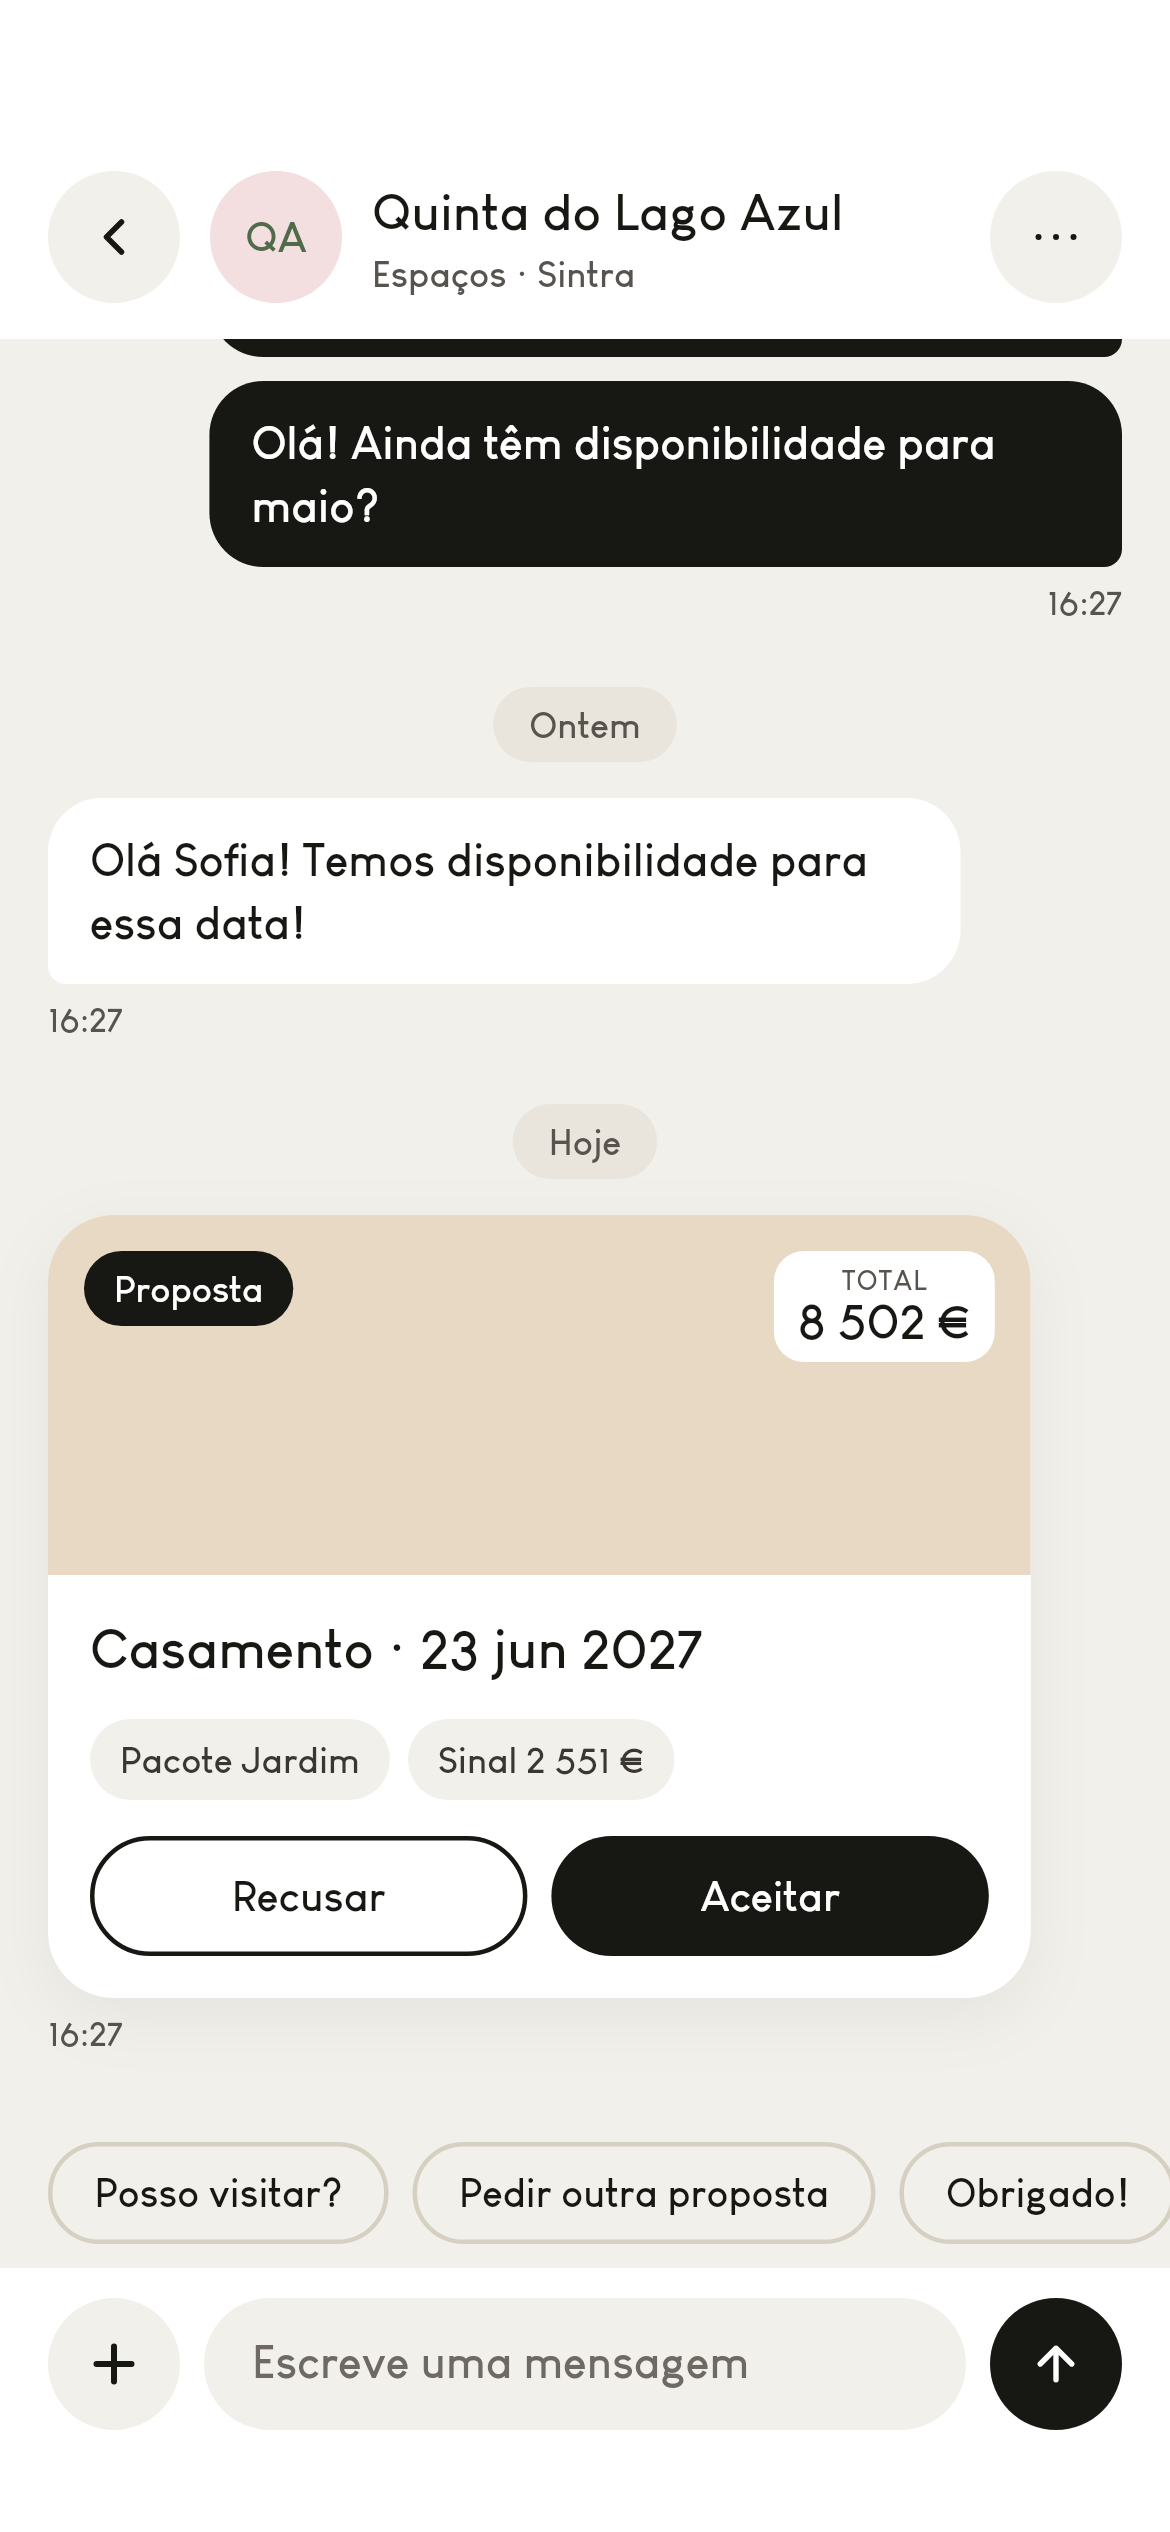 QA
Quinta do Lago Azul
Espaços · Sintra
Olá! Ainda têm disponibilidade para
maio?
16:27
Ontem
Olá Sofia! Temos disponibilidade para
essa data!
16:27
Hoje
Proposta
TOTAL
8 502 €
Casamento · 23 jun 2027
Pacote Jardim
Sinal 2 551 €
Recusar
Aceitar
16:27
Posso visitar?
Pedir outra proposta
Obrigado!
Escreve uma mensagem